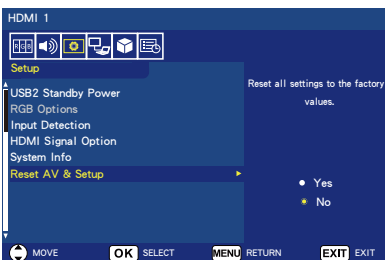 HDMI 1
RGB
Setup
USB2 Standby Power
RGB Options
Input Detection
HDMI Signal Option
System Info
Reset AV & Setup
Reset all settings to the factory
values.
Yes
No
MOVE OK SELECT MENU RETURN EXIT EXIT